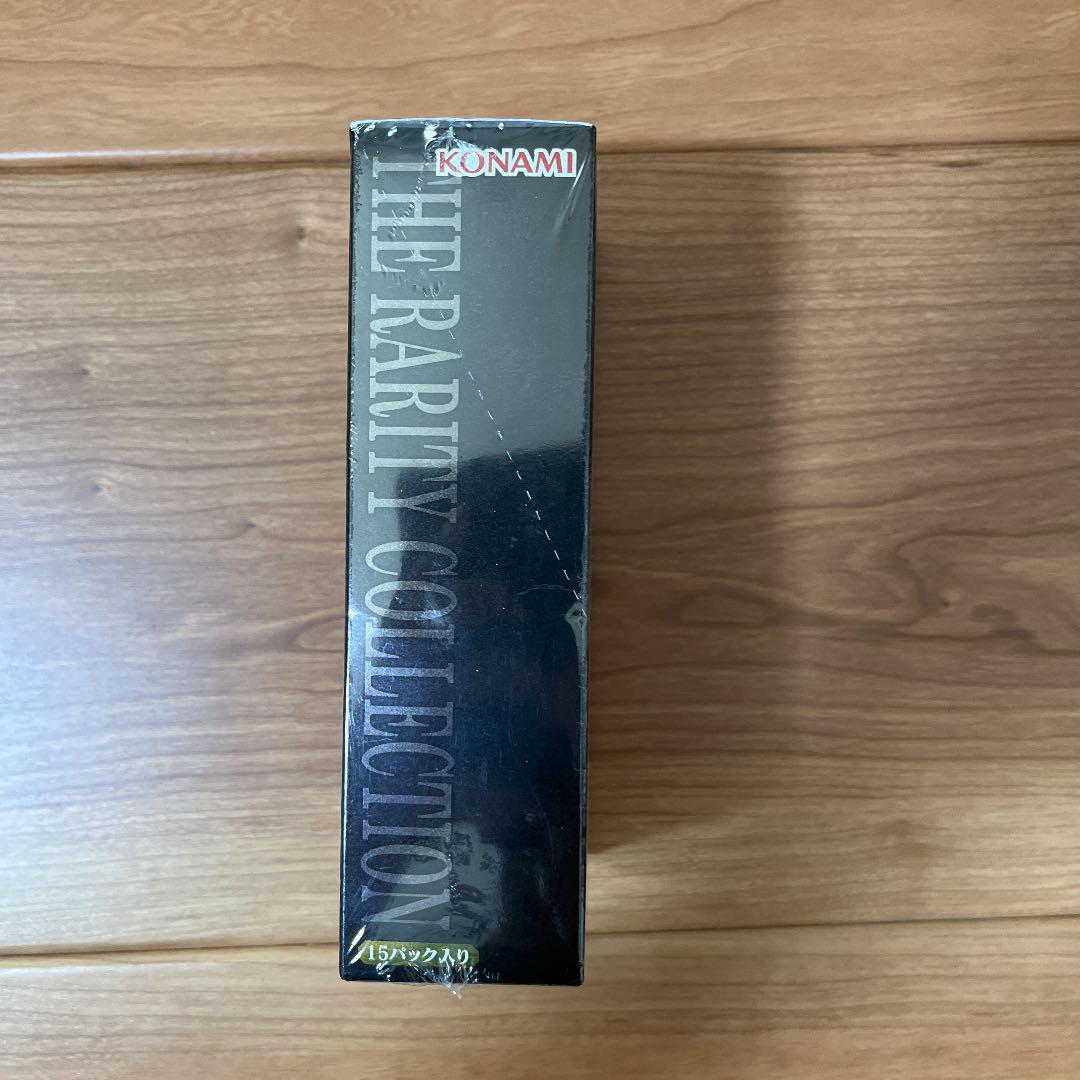 KONAMI
THE RARITY COLLECTION
15パック入り